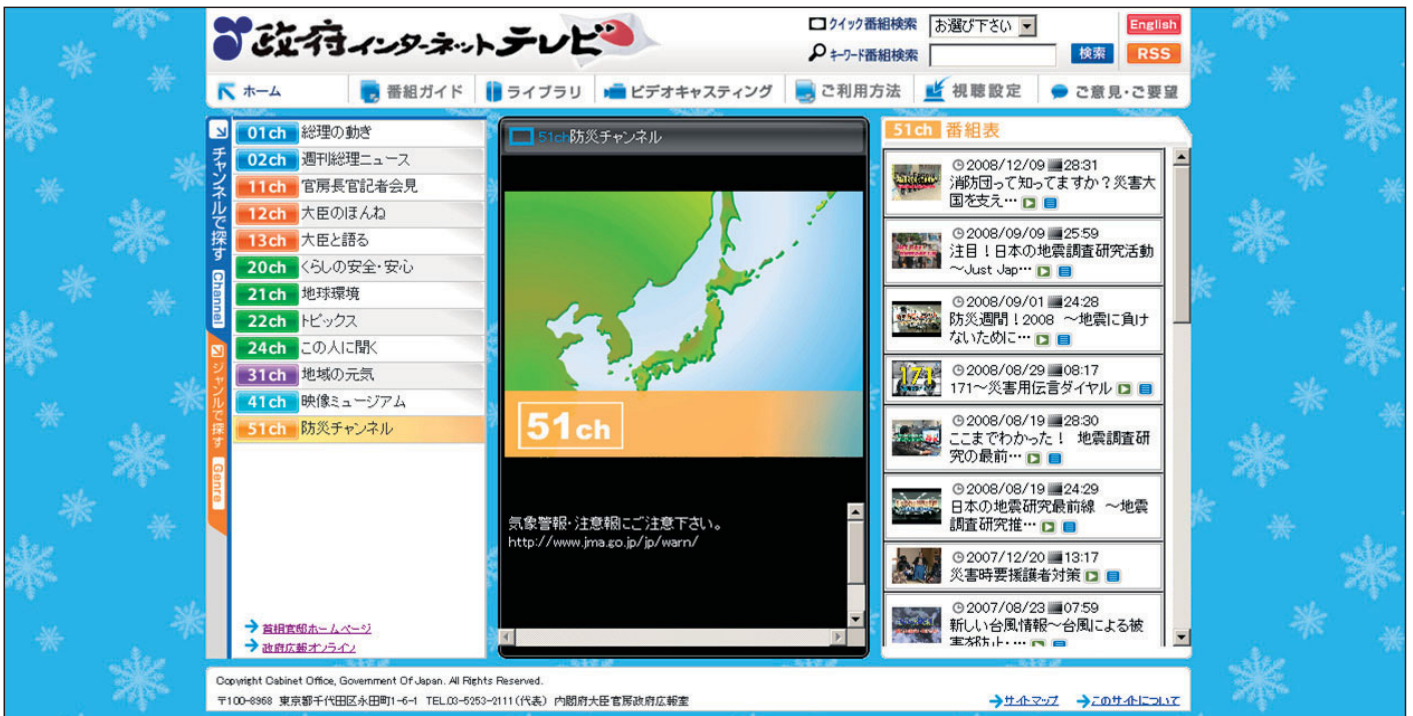 政府インターネットテレビ
クイック番組検索 お選び下さい English
キーワード番組検索 検索 RSS
ホーム 番組ガイド ライブラリ ビデオキャスティング ご利用方法 視聴設定 ご意見・ご要望
チャンネルで探す Channel
ジャンルで探す Genre
01ch 総理の動き
02ch 週刊総理ニュース
11ch 官房長官記者会見
12ch 大臣のほんね
13ch 大臣と語る
20ch くらしの安全・安心
21ch 地球環境
22ch トピックス
24ch この人に聞く
31ch 地域の元気
41ch 映像ミュージアム
51ch 防災チャンネル
首相官邸ホームページ
政府広報オンライン
51ch防災チャンネル
51ch
気象警報・注意報にご注意下さい。
http://www.jma.go.jp/jp/warn/
51ch 番組表
2008/12/09 28:31
消防団って知ってますか？災害大
国を支え…
2008/09/09 25:59
注目！日本の地震調査研究活動
～Just Jap…
2008/09/01 24:28
防災週間！2008 ～地震に負け
ないために…
171
2008/08/29 08:17
171～災害用伝言ダイヤル
2008/08/19 28:30
ここまでわかった！ 地震調査研
究の最前…
2008/08/19 24:29
日本の地震研究最前線 ～地震
調査研究推…
2007/12/20 13:17
災害時要援護者対策
2007/08/23 07:59
新しい台風情報～台風による被
害を防止・…
Copyright Cabinet Office, Government Of Japan. All Rights Reserved.
〒100-8968 東京都千代田区永田町1-6-1 TEL.03-5253-2111（代表） 内閣府大臣官房政府広報室
サイトマップ このサイトについて